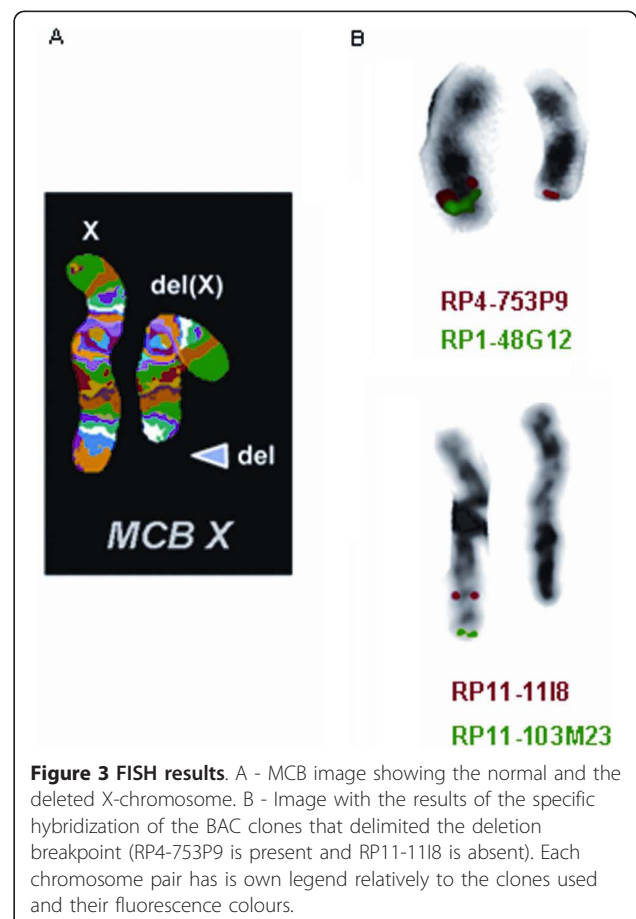 A
B
X
del(X)
del
MCB X
RP4-753P9
RP1-48G12
RP11-11I8
RP11-103M23
Figure 3 FISH results. A - MCB image showing the normal and the
deleted X-chromosome. B - Image with the results of the specific
hybridization of the BAC clones that delimited the deletion
breakpoint (RP4-753P9 is present and RP11-11I8 is absent). Each
chromosome pair has is own legend relatively to the clones used
and their fluorescence colours.